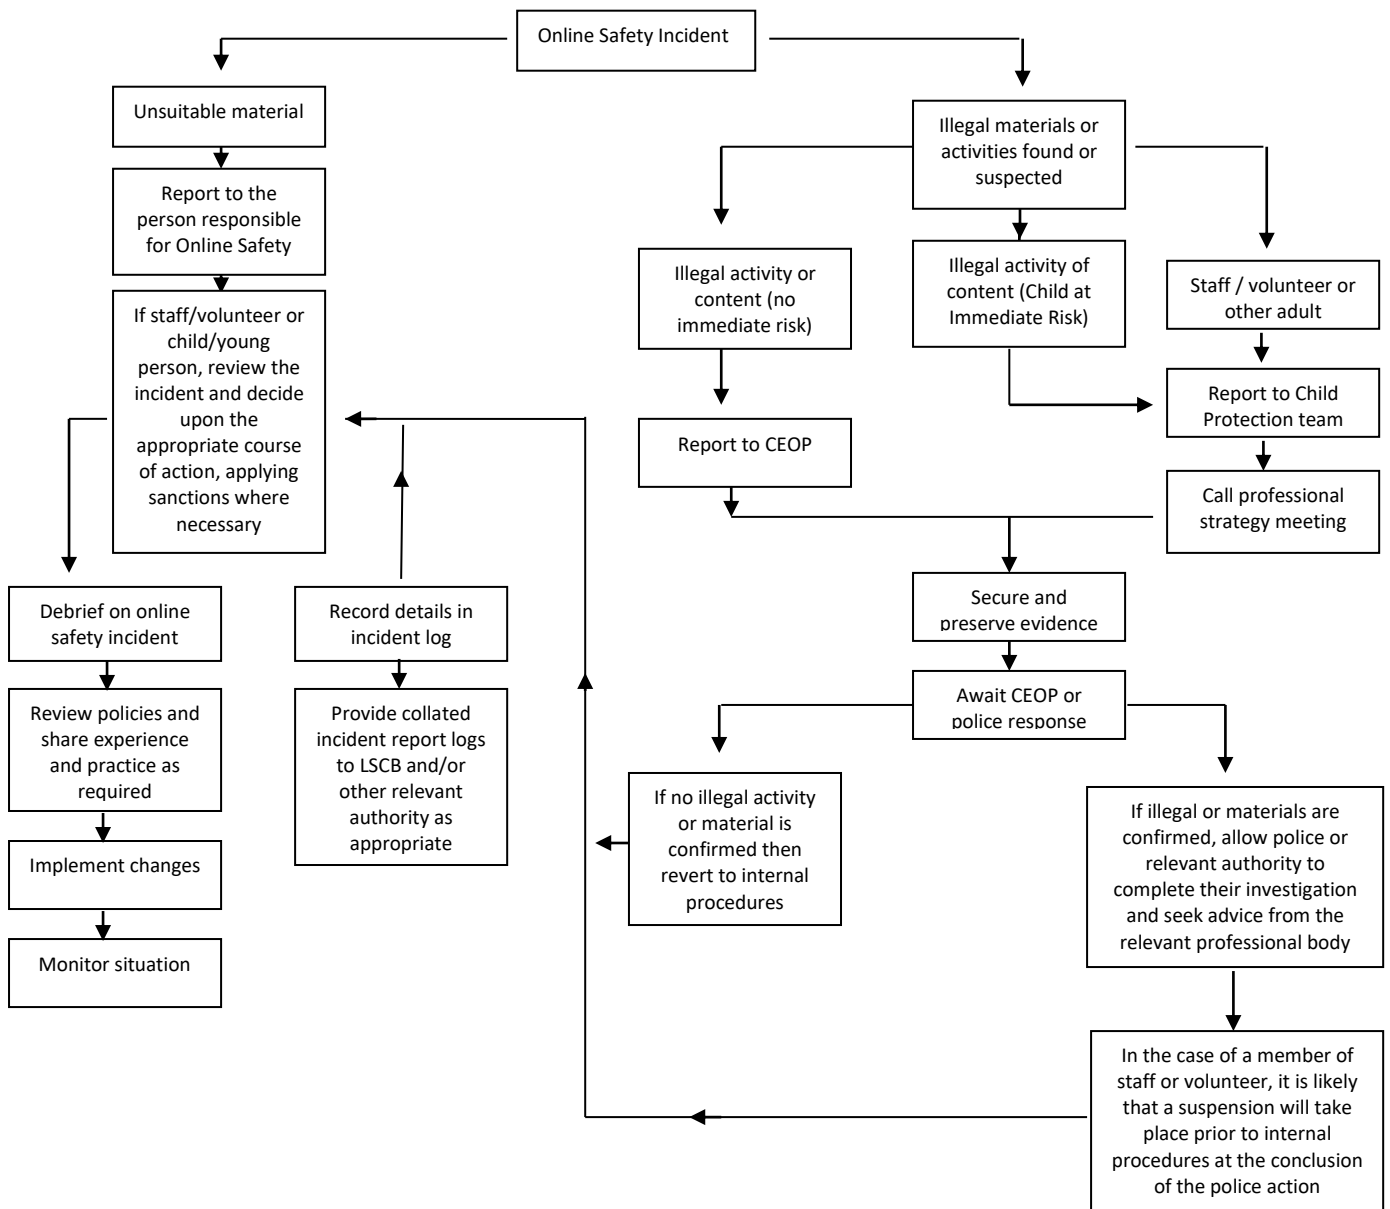 Online Safety Incident
Unsuitable material
Report to the
person responsible
for Online Safety
If staff/volunteer or
child/young
person, review the
incident and decide
upon the
appropriate course
of action, applying
sanctions where
necessary
Debrief on online
safety incident
Review policies and
share experience
and practice as
required
Implement changes
Monitor situation
Record details in
incident log
Provide collated
incident report logs
to LSCB and/or
other relevant
authority as
appropriate
Illegal materials or
activities found or
suspected
Illegal activity or
content (no
immediate risk)
Report to CEOP
Illegal activity of
content (Child at
Immediate Risk)
Staff / volunteer or
other adult
Report to Child
Protection team
Call professional
strategy meeting
Secure and
preserve evidence
Await CEOP or
police response
If no illegal activity
or material is
confirmed then
revert to internal
procedures
If illegal or materials are
confirmed, allow police or
relevant authority to
complete their investigation
and seek advice from the
relevant professional body
In the case of a member of
staff or volunteer, it is likely
that a suspension will take
place prior to internal
procedures at the conclusion
of the police action